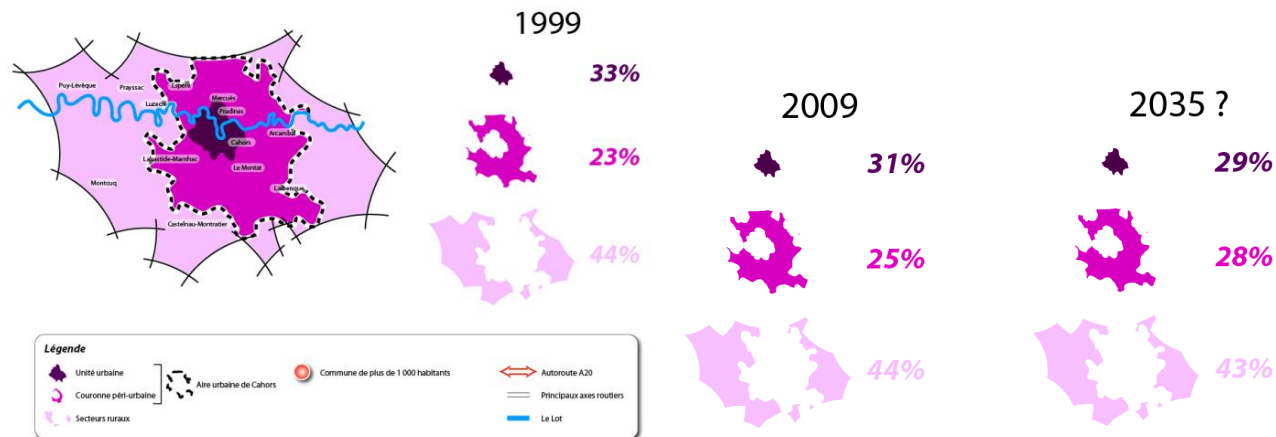 Puy-Lévêque
Prayssac
Espère
Luzech
Mercuès
Pradines
Arcambal
Cahors
Labastide-Marnhac
Le Montat
Lalbenque
Montcuq
Castelnau-Montratier
1999
33%
23%
44%
2009
31%
25%
44%
2035 ?
29%
28%
43%
Légende
Unité urbaine
Couronne péri-urbaine
Secteurs ruraux
Aire urbaine de Cahors
Commune de plus de 1 000 habitants
Autoroute A20
Principaux axes routiers
Le Lot